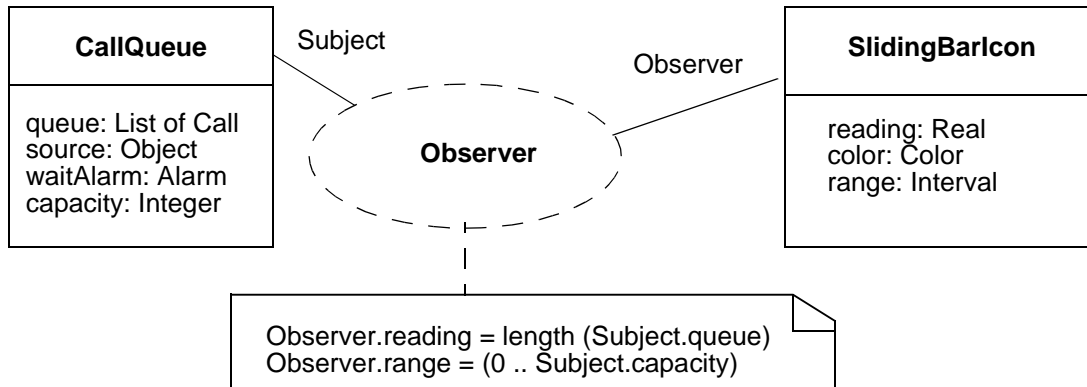 CallQueue
queue: List of Call
source: Object
waitAlarm: Alarm
capacity: Integer
Subject
Observer
Observer
SlidingBarIcon
reading: Real
color: Color
range: Interval
Observer.reading = length (Subject.queue)
Observer.range = (0 .. Subject.capacity)